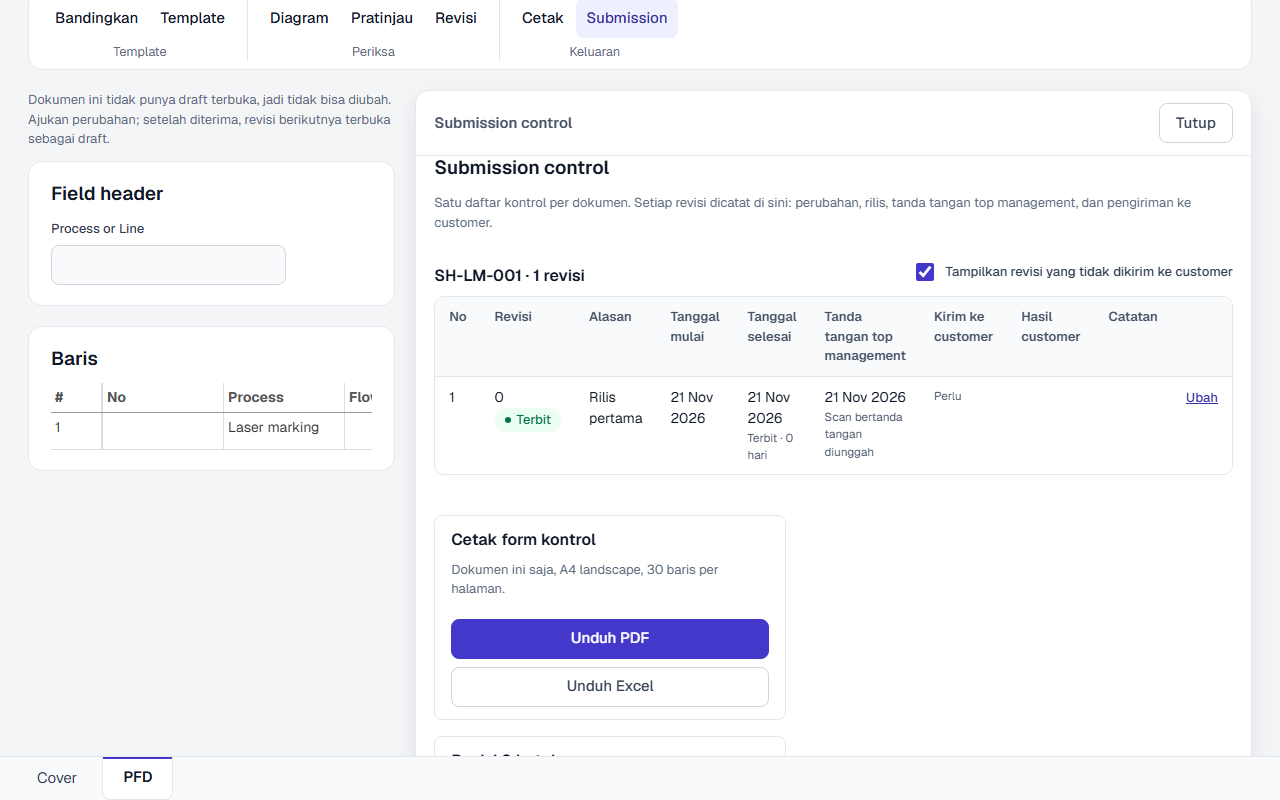 Bandingkan Template Diagram Pratinjau Revisi Cetak Submission
Template Periksa Keluaran
Dokumen ini tidak punya draft terbuka, jadi tidak bisa diubah.
Ajukan perubahan; setelah diterima, revisi berikutnya terbuka
sebagai draft.
Field header
Process or Line
Baris
# No Process
1 Laser marking
Submission control Tutup
Submission control
Satu daftar kontrol per dokumen. Setiap revisi dicatat di sini: perubahan, rilis, tanda tangan top management, dan pengiriman ke
customer.
SH-LM-001 · 1 revisi Tampilkan revisi yang tidak dikirim ke customer
No Revisi Alasan Tanggal Tanggal Tanda Kirim ke Hasil Catatan
mulai selesai tangan top customer customer
management
1 0 Rilis 21 Nov 21 Nov 21 Nov 2026 Perlu Ubah
Terbit pertama 2026 2026 Scan bertanda
Terbit · 0 tangan
hari diunggah
Cetak form kontrol
Dokumen ini saja, A4 landscape, 30 baris per
halaman.
Unduh PDF
Unduh Excel
Cover PFD